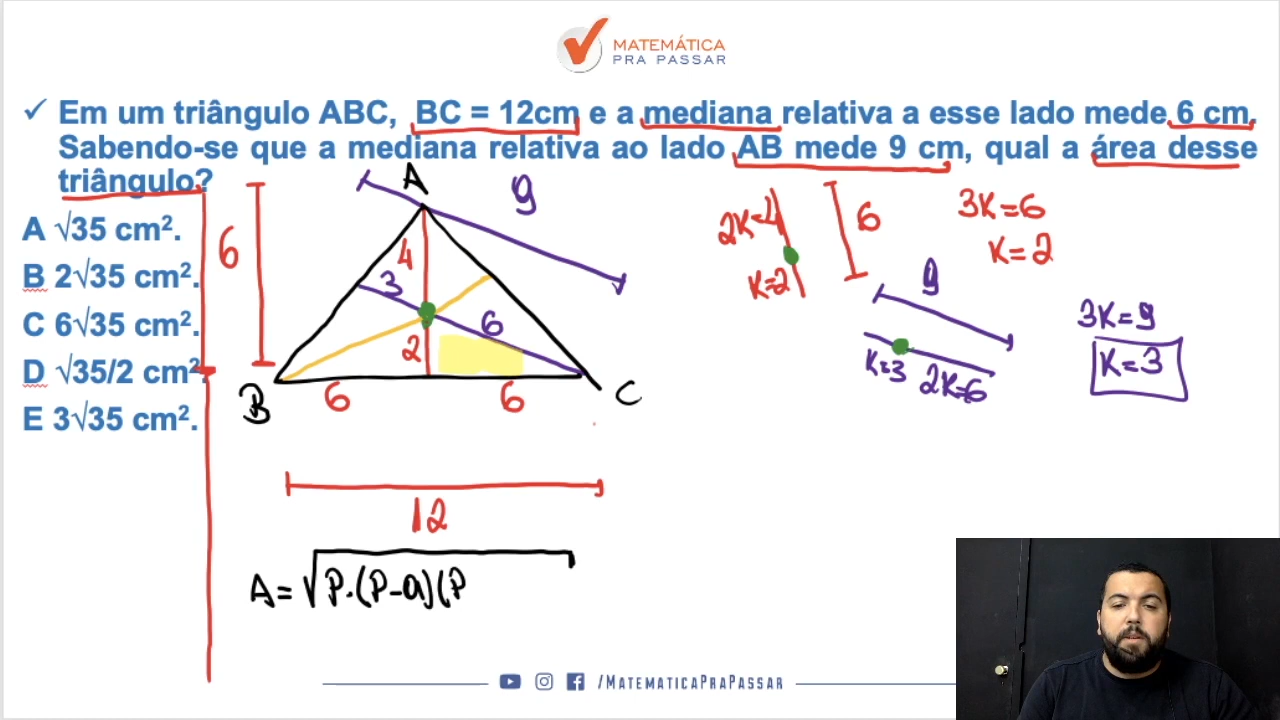 MATEMÁTICA
PRA PASSAR
✓ Em um triângulo ABC, BC = 12cm e a mediana relativa a esse lado mede 6 cm.
Sabendo-se que a mediana relativa ao lado AB mede 9 cm, qual a área desse
triângulo?
A √35 cm².
B 2√35 cm².
C 6√35 cm².
D √35/2 cm².
E 3√35 cm².
6
A
9
4
3
6
2
B
6
6
C
12
A = √P.(P-a)(P
2K=4
K=2
6
3K=6
K=2
9
K=3
2K=6
3K=9
K=3
/MATEMATICAPRAPASSAR